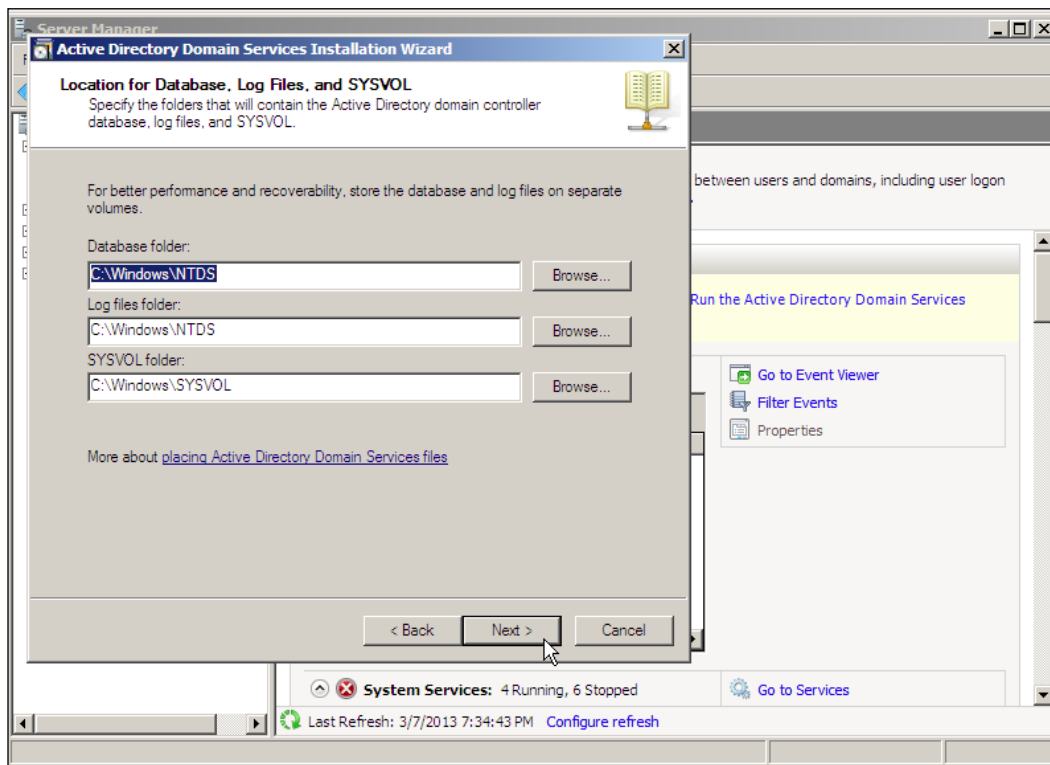 Server Manager
Active Directory Domain Services Installation Wizard
Location for Database, Log Files, and SYSVOL
Specify the folders that will contain the Active Directory domain controller
database, log files, and SYSVOL.
For better performance and recoverability, store the database and log files on separate
volumes.
Database folder:
C:\Windows\NTDS
Browse...
Log files folder:
C:\Windows\NTDS
Browse...
SYSVOL folder:
C:\Windows\SYSVOL
Browse...
More about placing Active Directory Domain Services files
< Back
Next >
Cancel
between users and domains, including user logon
Run the Active Directory Domain Services
Go to Event Viewer
Filter Events
Properties
System Services: 4 Running, 6 Stopped
Go to Services
Last Refresh: 3/7/2013 7:34:43 PM Configure refresh